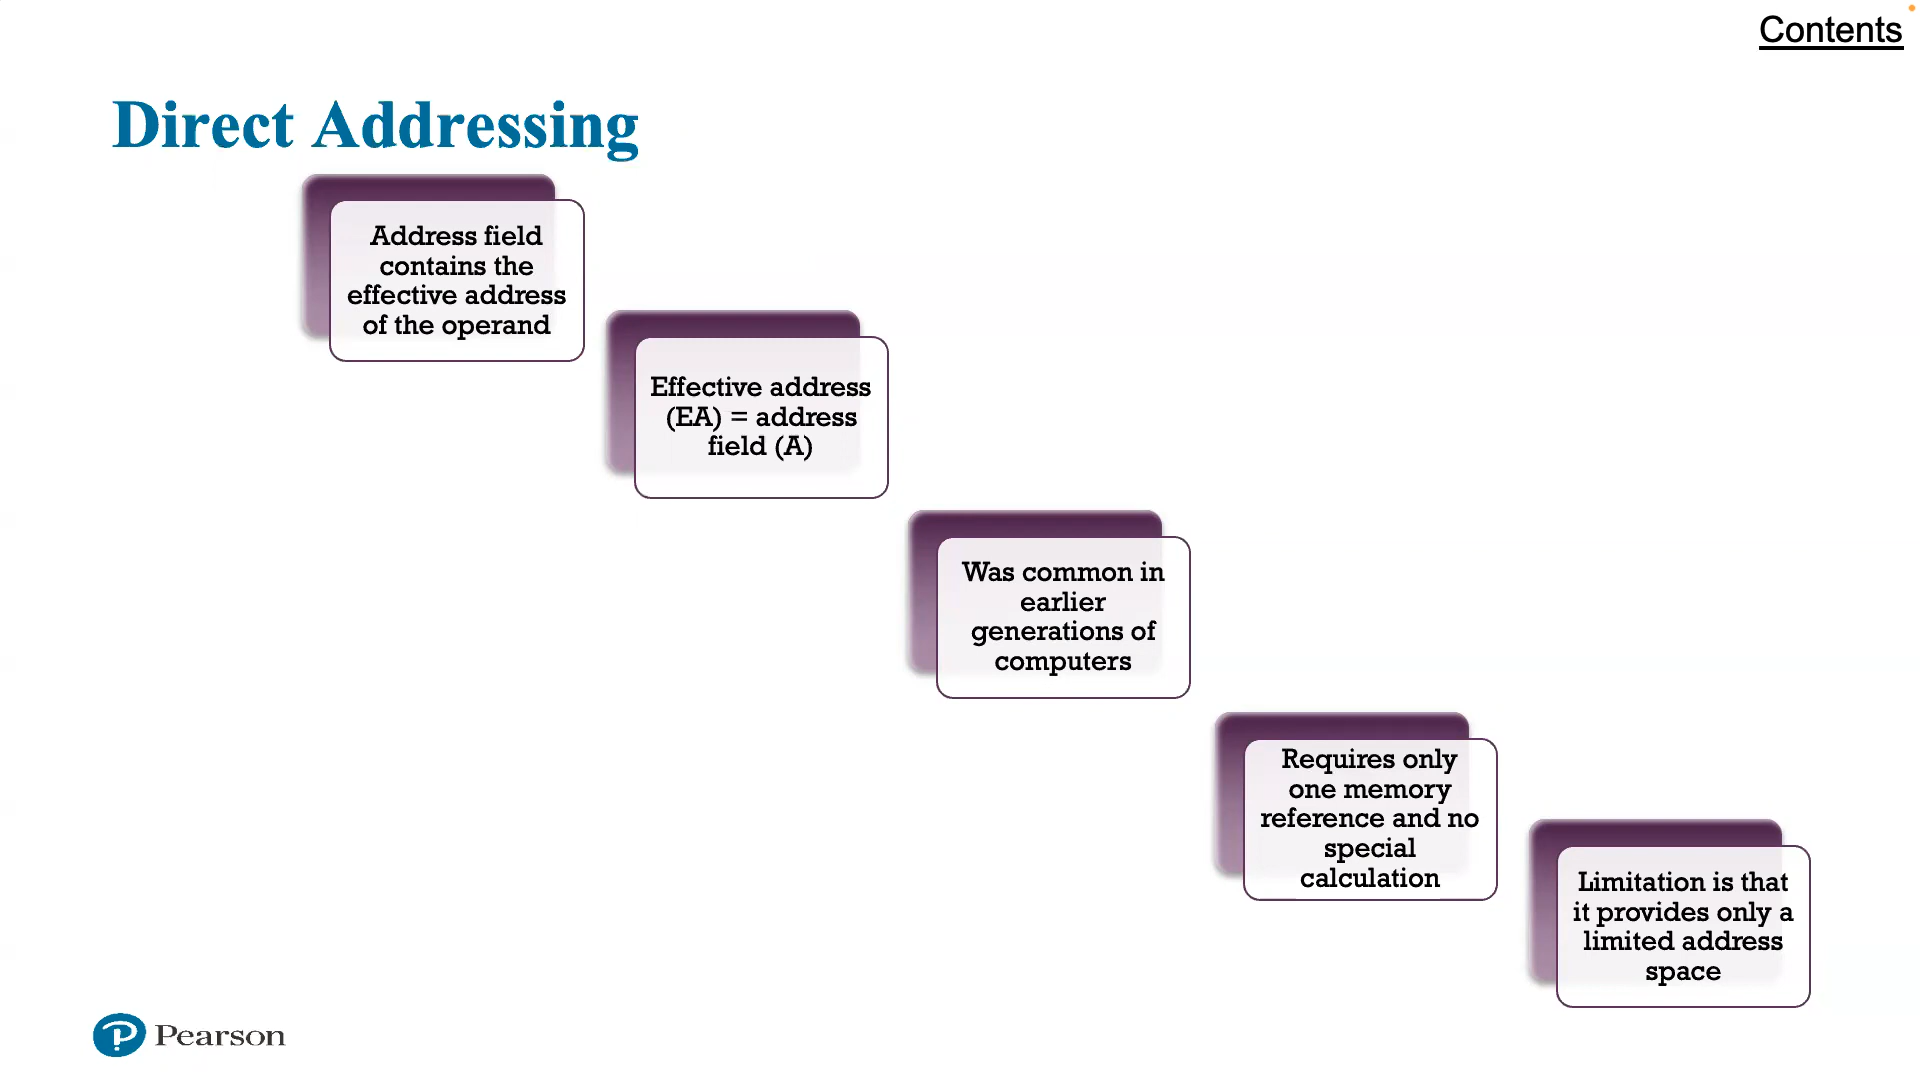 Contents
Direct Addressing
Address field
contains the
effective address
of the operand
Effective address
(EA) = address
field (A)
Was common in
earlier
generations of
computers
Requires only
one memory
reference and no
special
calculation
Limitation is that
it provides only a
limited address
space
Pearson